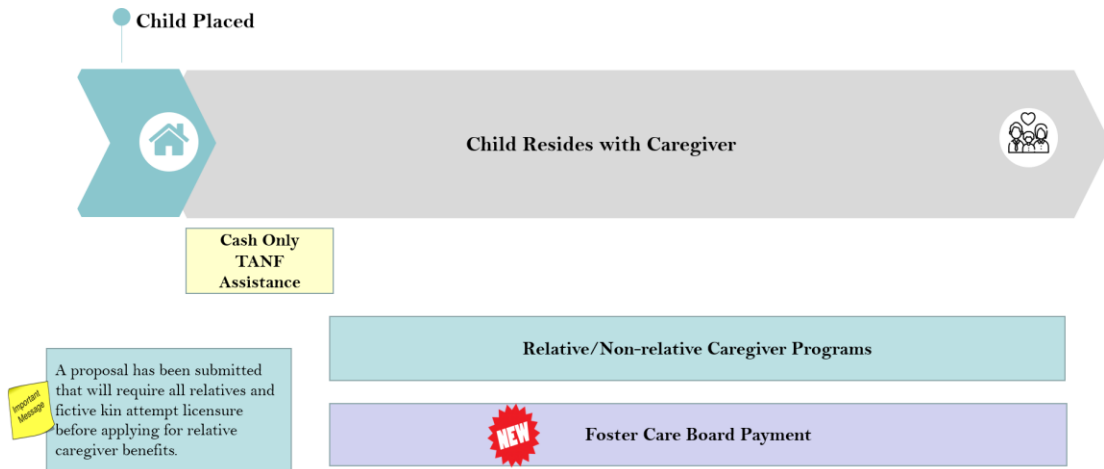 Child Placed
Child Resides with Caregiver
Cash Only
TANF
Assistance
Relative/Non-relative Caregiver Programs
Important
Message
A proposal has been submitted
that will require all relatives and
fictive kin attempt licensure
before applying for relative
caregiver benefits.
NEW
Foster Care Board Payment